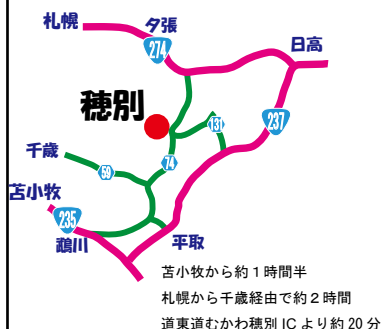 札幌
夕張
274
日高
穂別
131
237
千歳
59
74
苫小牧
235
鵡川
平取
苫小牧から約１時間半
札幌から千歳経由で約２時間
道東道むかわ穂別 IC より約 20 分